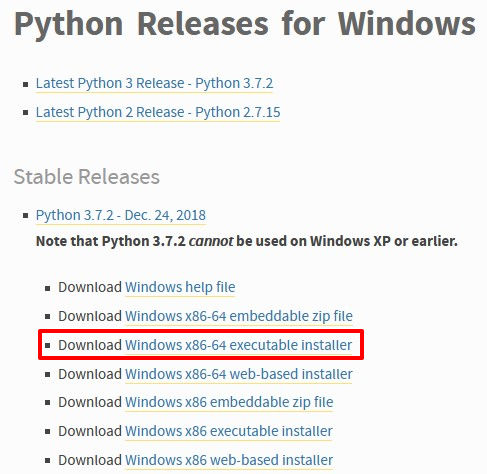 Python Releases for Windows
Latest Python 3 Release - Python 3.7.2
Latest Python 2 Release - Python 2.7.15
Stable Releases
Python 3.7.2 - Dec. 24, 2018
Note that Python 3.7.2 cannot be used on Windows XP or earlier.
Download Windows help file
Download Windows x86-64 embeddable zip file
Download Windows x86-64 executable installer
Download Windows x86-64 web-based installer
Download Windows x86 embeddable zip file
Download Windows x86 executable installer
Download Windows x86 web-based installer